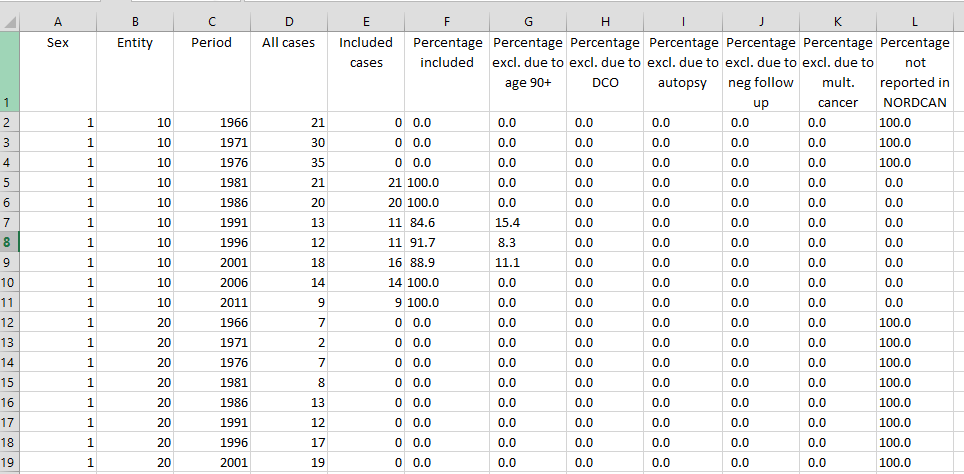 A B C D E F G H I J K L
Sex Entity Period All cases Included Percentage Percentage Percentage Percentage Percentage Percentage Percentage
cases included excl. due to excl. due to excl. due to excl. due to excl. due to not
age 90+ DCO autopsy neg follow mult. reported in
1 up cancer NORDCAN
2 1 10 1966 21 0 0.0 0.0 0.0 0.0 0.0 0.0 100.0
3 1 10 1971 30 0 0.0 0.0 0.0 0.0 0.0 0.0 100.0
4 1 10 1976 35 0 0.0 0.0 0.0 0.0 0.0 0.0 100.0
5 1 10 1981 21 21 100.0 0.0 0.0 0.0 0.0 0.0 0.0
6 1 10 1986 20 20 100.0 0.0 0.0 0.0 0.0 0.0 0.0
7 1 10 1991 13 11 84.6 15.4 0.0 0.0 0.0 0.0 0.0
8 1 10 1996 12 11 91.7 8.3 0.0 0.0 0.0 0.0 0.0
9 1 10 2001 18 16 88.9 11.1 0.0 0.0 0.0 0.0 0.0
10 1 10 2006 14 14 100.0 0.0 0.0 0.0 0.0 0.0 0.0
11 1 10 2011 9 9 100.0 0.0 0.0 0.0 0.0 0.0 0.0
12 1 20 1966 7 0 0.0 0.0 0.0 0.0 0.0 0.0 100.0
13 1 20 1971 2 0 0.0 0.0 0.0 0.0 0.0 0.0 100.0
14 1 20 1976 7 0 0.0 0.0 0.0 0.0 0.0 0.0 100.0
15 1 20 1981 8 0 0.0 0.0 0.0 0.0 0.0 0.0 100.0
16 1 20 1986 13 0 0.0 0.0 0.0 0.0 0.0 0.0 100.0
17 1 20 1991 12 0 0.0 0.0 0.0 0.0 0.0 0.0 100.0
18 1 20 1996 17 0 0.0 0.0 0.0 0.0 0.0 0.0 100.0
19 1 20 2001 19 0 0.0 0.0 0.0 0.0 0.0 0.0 100.0